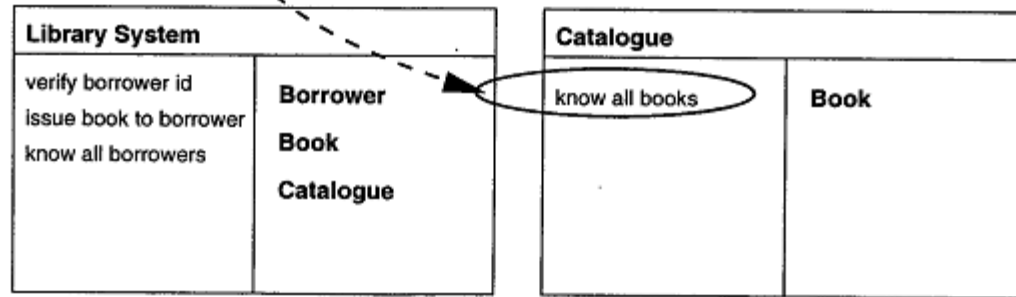 Library System
verify borrower id
issue book to borrower
know all borrowers
Borrower
Book
Catalogue
Catalogue
know all books
Book